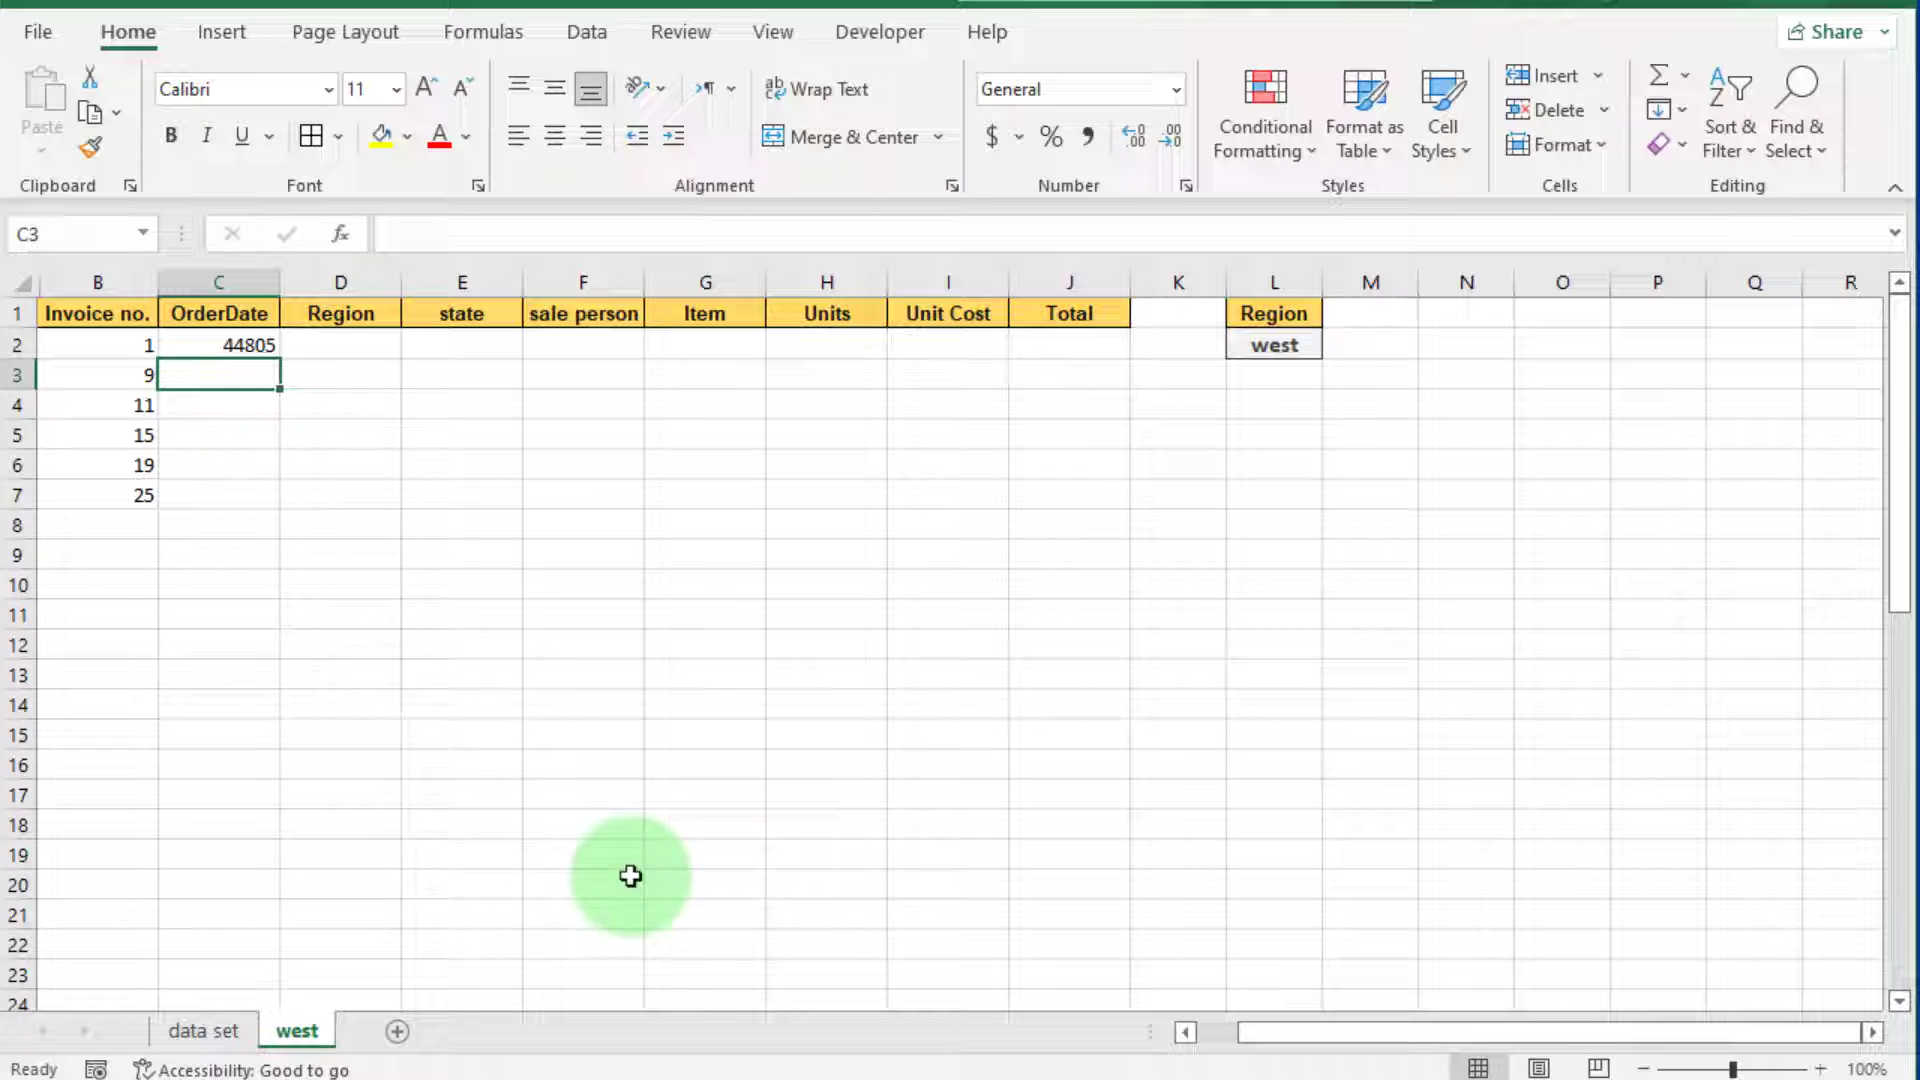 File Home Insert Page Layout Formulas Data Review View Developer Help Share
Paste
Clipboard
Calibri 11
B I U A
Font
Wrap Text
Merge & Center
Alignment
General
$ % 
Number
Conditional Formatting
Format as Table
Cell Styles
Styles
Insert
Delete
Format
Cells
Sort & Filter
Find & Select
Editing
C3 fx
B C D E F G H I J K L M N O P Q R
1 Invoice no. OrderDate Region state sale person Item Units Unit Cost Total Region
2 1 44805 west
3 9
4 11
5 15
6 19
7 25
8
9
10
11
12
13
14
15
16
17
18
19
20
21
22
23
24
data set west
Ready Accessibility: Good to go 100%